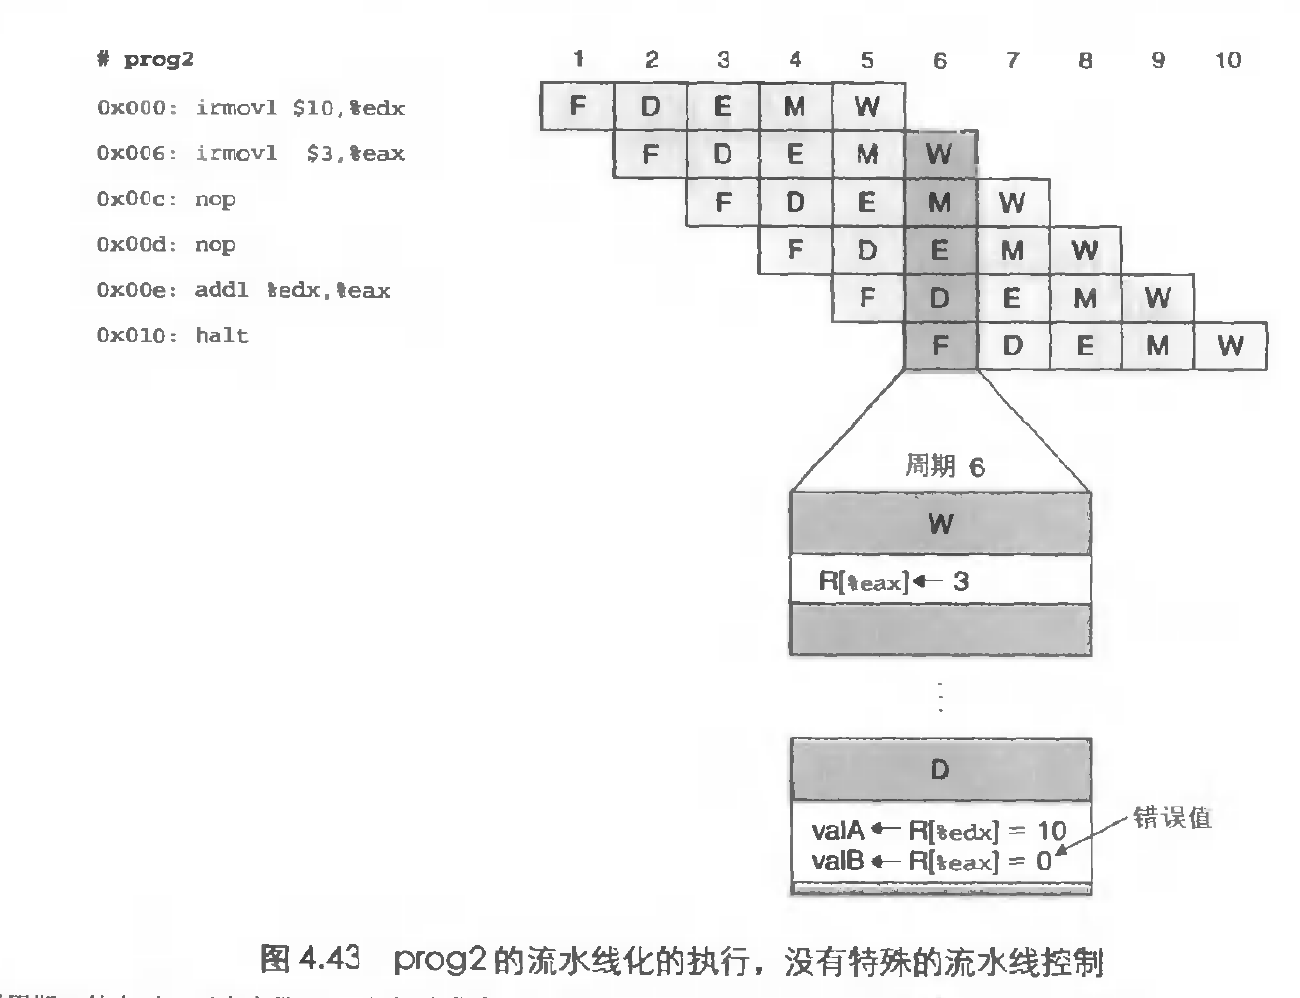 # prog2
1 2 3 4 5 6 7 8 9 10
0x000: irmovl $10,%edx
F D E M W
0x006: irmovl $3,%eax
F D E M W
0x00c: nop
F D E M W
0x00d: nop
F D E M W
0x00e: addl %edx,%eax
F D E M W
0x010: halt
F D E M W
周期 6
W
R[%eax]← 3
D
valA ← R[%edx] = 10
valB ← R[%eax] = 0
错误值
图 4.43 prog2 的流水线化的执行，没有特殊的流水线控制